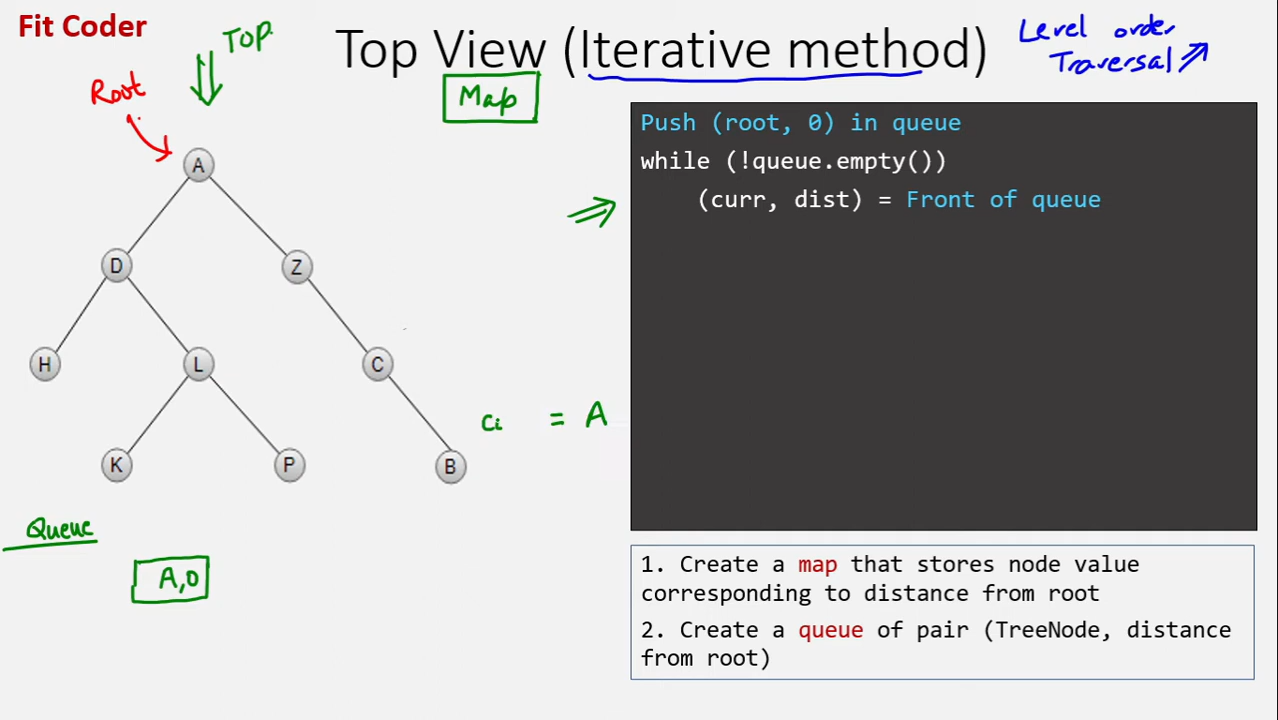 Fit Coder
TOP
Top View (Iterative method)
Level order
Traversal
Root
Map
Push (root, 0) in queue
while (!queue.empty())
(curr, dist) = Front of queue
A
D
Z
H
L
C
K
P
B
Ci = A
Queue
A,0
1. Create a map that stores node value
corresponding to distance from root
2. Create a queue of pair (TreeNode, distance
from root)